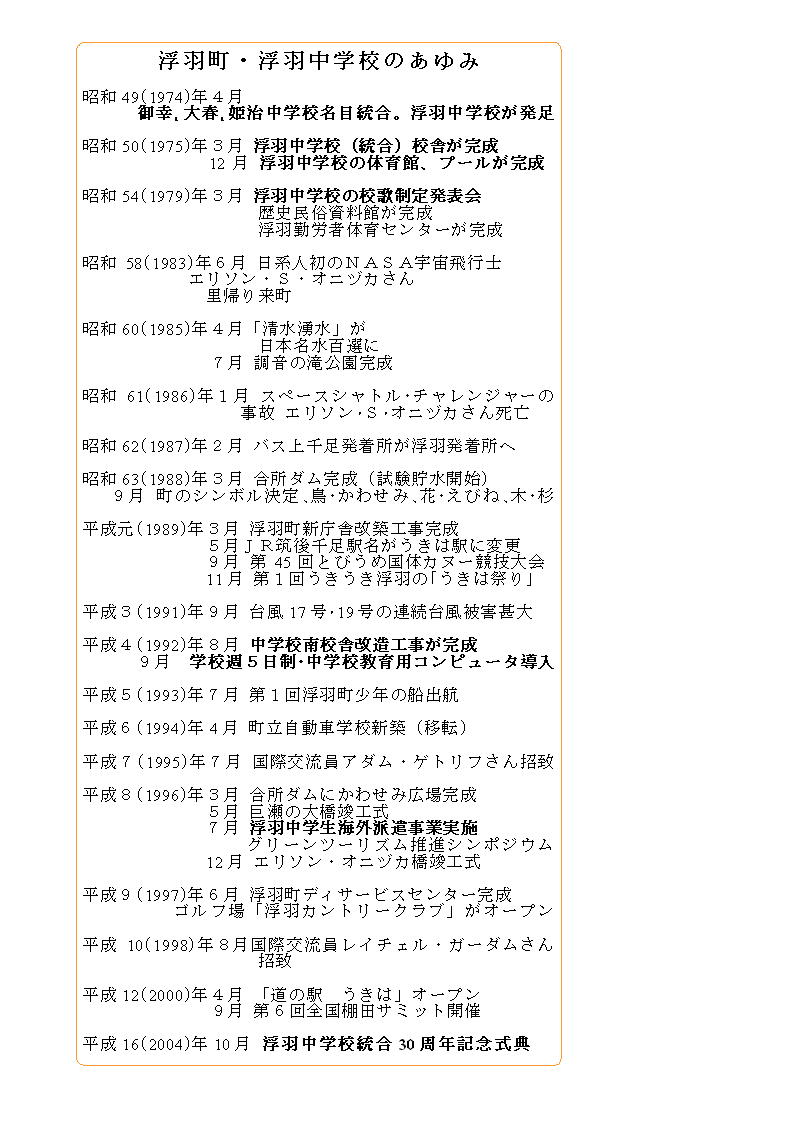 浮羽町・浮羽中学校のあゆみ
昭和49(1974)年４月
御幸､大春､姫治中学校名目統合。浮羽中学校が発足
昭和50(1975)年３月 浮羽中学校（統合）校舎が完成
12月 浮羽中学校の体育館、プールが完成
昭和54(1979)年３月 浮羽中学校の校歌制定発表会
歴史民俗資料館が完成
浮羽勤労者体育センターが完成
昭和 58(1983)年６月 日系人初のＮＡＳＡ宇宙飛行士
エリソン・Ｓ・オニヅカさん
里帰り来町
昭和60(1985)年４月「清水湧水」が
日本名水百選に
７月 調音の滝公園完成
昭和 61(1986)年１月 スペースシャトル･チャレンジャーの
事故 エリソン･Ｓ･オニヅカさん死亡
昭和62(1987)年２月 バス上千足発着所が浮羽発着所へ
昭和63(1988)年３月 合所ダム完成（試験貯水開始）
９月 町のシンボル決定､鳥･かわせみ､花･えびね､木･杉
平成元(1989)年３月 浮羽町新庁舎改築工事完成
５月ＪＲ筑後千足駅名がうきは駅に変更
９月 第45回とびうめ国体カヌー競技大会
11月 第１回うきうき浮羽の｢うきは祭り」
平成３(1991)年９月 台風17号･19号の連続台風被害甚大
平成４(1992)年８月 中学校南校舎改造工事が完成
９月 学校週５日制･中学校教育用コンピュータ導入
平成５(1993)年７月 第１回浮羽町少年の船出航
平成６(1994)年４月 町立自動車学校新築（移転）
平成７(1995)年７月 国際交流員アダム・ゲトリフさん招致
平成８(1996)年３月 合所ダムにかわせみ広場完成
５月 巨瀬の大橋竣工式
７月 浮羽中学生海外派遣事業実施
グリーンツーリズム推進シンポジウム
12月 エリソン・オニヅカ橋竣工式
平成９(1997)年６月 浮羽町ディサービスセンター完成
ゴルフ場「浮羽カントリークラブ」がオープン
平成 10(1998)年８月国際交流員レイチェル・ガーダムさん
招致
平成12(2000)年４月 「道の駅　うきは」オープン
９月 第６回全国棚田サミット開催
平成16(2004)年10月 浮羽中学校統合30周年記念式典